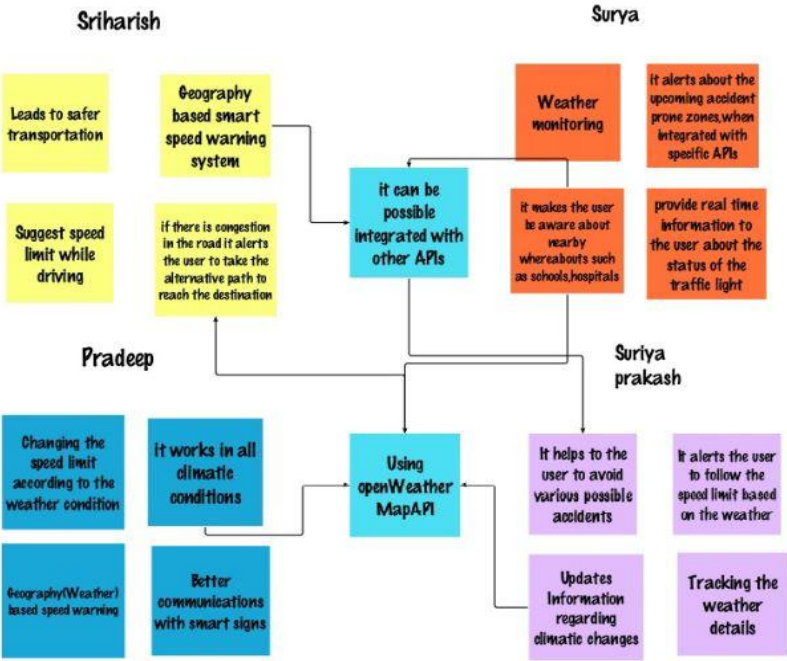 Sriharish
Leads to safer
transportation
Geography
based smart
speed warning
system
Suggest speed
limit while
driving
if there is congestion
in the road it alerts
the user to take the
alternative path to
reach the destination
Surya
Weather
monitoring
it alerts about the
upcoming accident
prone zones,when
integrated with
specific APIs
it makes the user
be aware about
nearby
whereabouts such
as schools,hospitals
provide real time
information to
the user about the
status of the
traffic light
it can be
possible
integrated with
other APIs
Pradeep
Changing the
speed limit
according to the
weather condition
it works in all
climatic
conditions
Geography(Weather)
based speed warning
Better
communications
with smart signs
Using
openWeather
MapAPI
Suriya
prakash
It helps to the
user to avoid
various possible
accidents
It alerts the user
to follow the
speed limit based
on the weather
Updates
Information
regarding
climatic changes
Tracking the
weather
details